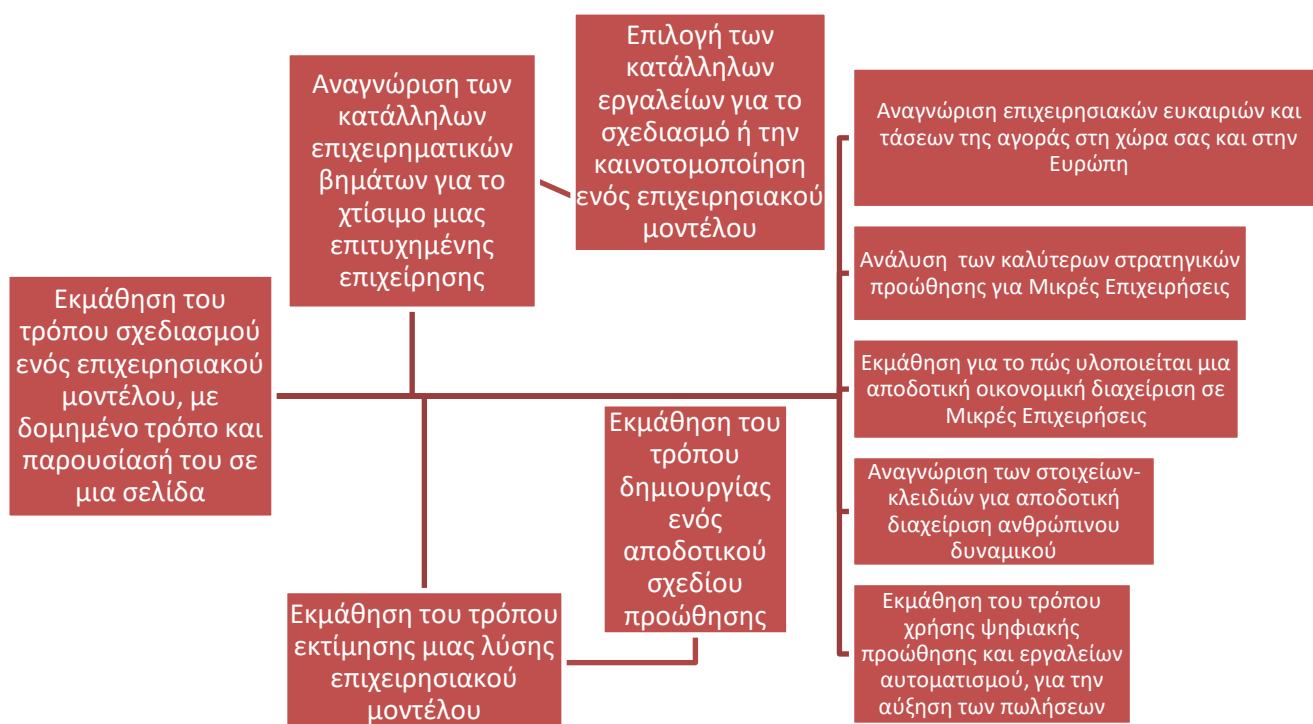 Εκμάθηση του
τρόπου σχεδιασμού
ενός επιχειρησιακού
μοντέλου, με
δομημένο τρόπο και
παρουσίασή του σε
μια σελίδα
Αναγνώριση των
κατάλληλων
επιχειρηματικών
βημάτων για το
χτίσιμο μιας
επιτυχημένης
επιχείρησης
Επιλογή των
κατάλληλων
εργαλείων για το
σχεδιασμό ή την
καινοτομοποίηση
ενός επιχειρησιακού
μοντέλου
Εκμάθηση του τρόπου
εκτίμησης μιας λύσης
επιχειρησιακού
μοντέλου
Εκμάθηση του
τρόπου
δημιουργίας
ενός
αποδοτικού
σχεδίου
προώθησης
Αναγνώριση επιχειρησιακών ευκαιριών και
τάσεων της αγοράς στη χώρα σας και στην
Ευρώπη
Ανάλυση των καλύτερων στρατηγικών
προώθησης για Μικρές Επιχειρήσεις
Εκμάθηση για το πώς υλοποιείται μια
αποδοτική οικονομική διαχείριση σε
Μικρές Επιχειρήσεις
Αναγνώριση των στοιχείων-
κλειδιών για αποδοτική
διαχείριση ανθρώπινου
δυναμικού
Εκμάθηση του τρόπου
χρήσης ψηφιακής
προώθησης και εργαλείων
αυτοματισμού, για την
αύξηση των πωλήσεων